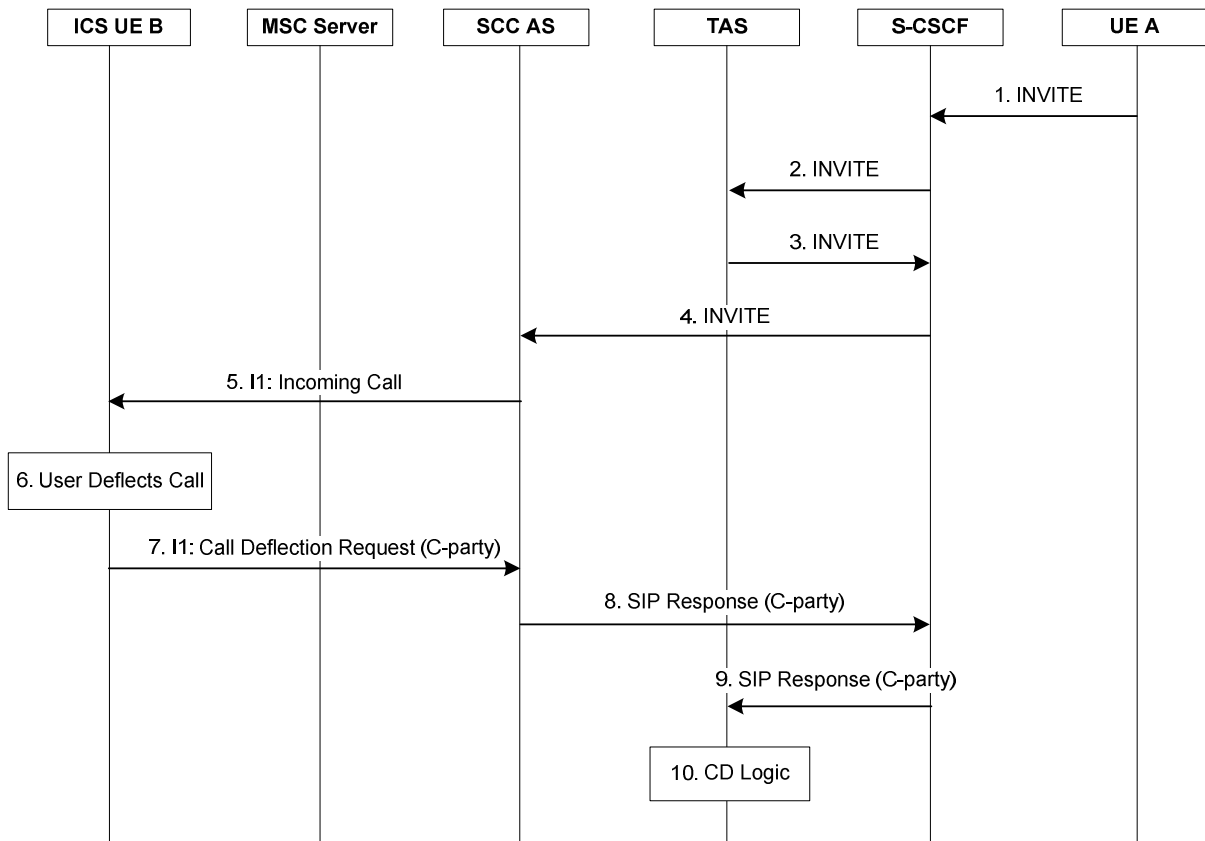 ICS UE B
MSC Server
SCC AS
TAS
S-CSCF
UE A
1. INVITE
2. INVITE
3. INVITE
4. INVITE
5. I1: Incoming Call
6. User Deflects Call
7. I1: Call Deflection Request (C-party)
8. SIP Response (C-party)
9. SIP Response (C-party)
10. CD Logic